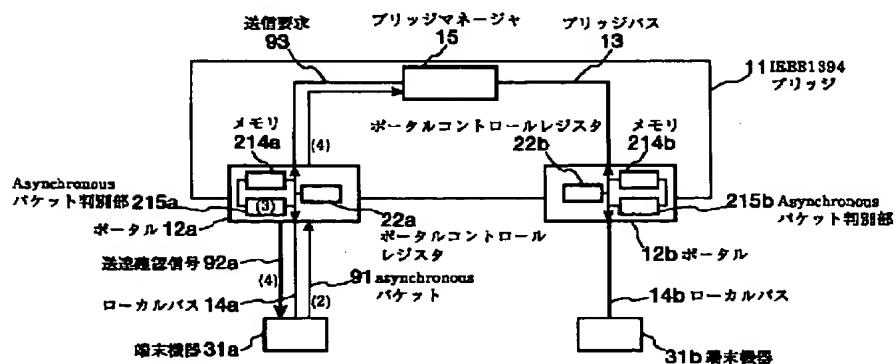 送信要求
93
ブリッジマネージャ
15
ブリッジバス
13
11 IEEE1394
ブリッジ
メモリ
214a
(4)
ポータルコントロールレジスタ
22b
メモリ
214b
Asynchronous
パケット判別部 215a
(3)
ポータル 12a
22a
ポータルコントロール
レジスタ
215b Asynchronous
パケット判別部
12b ポータル
送達確認信号 92a
(4)
91 asynchronous
パケット
ローカルバス 14a
(2)
14b ローカルバス
端末機器 31a
31b 端末機器